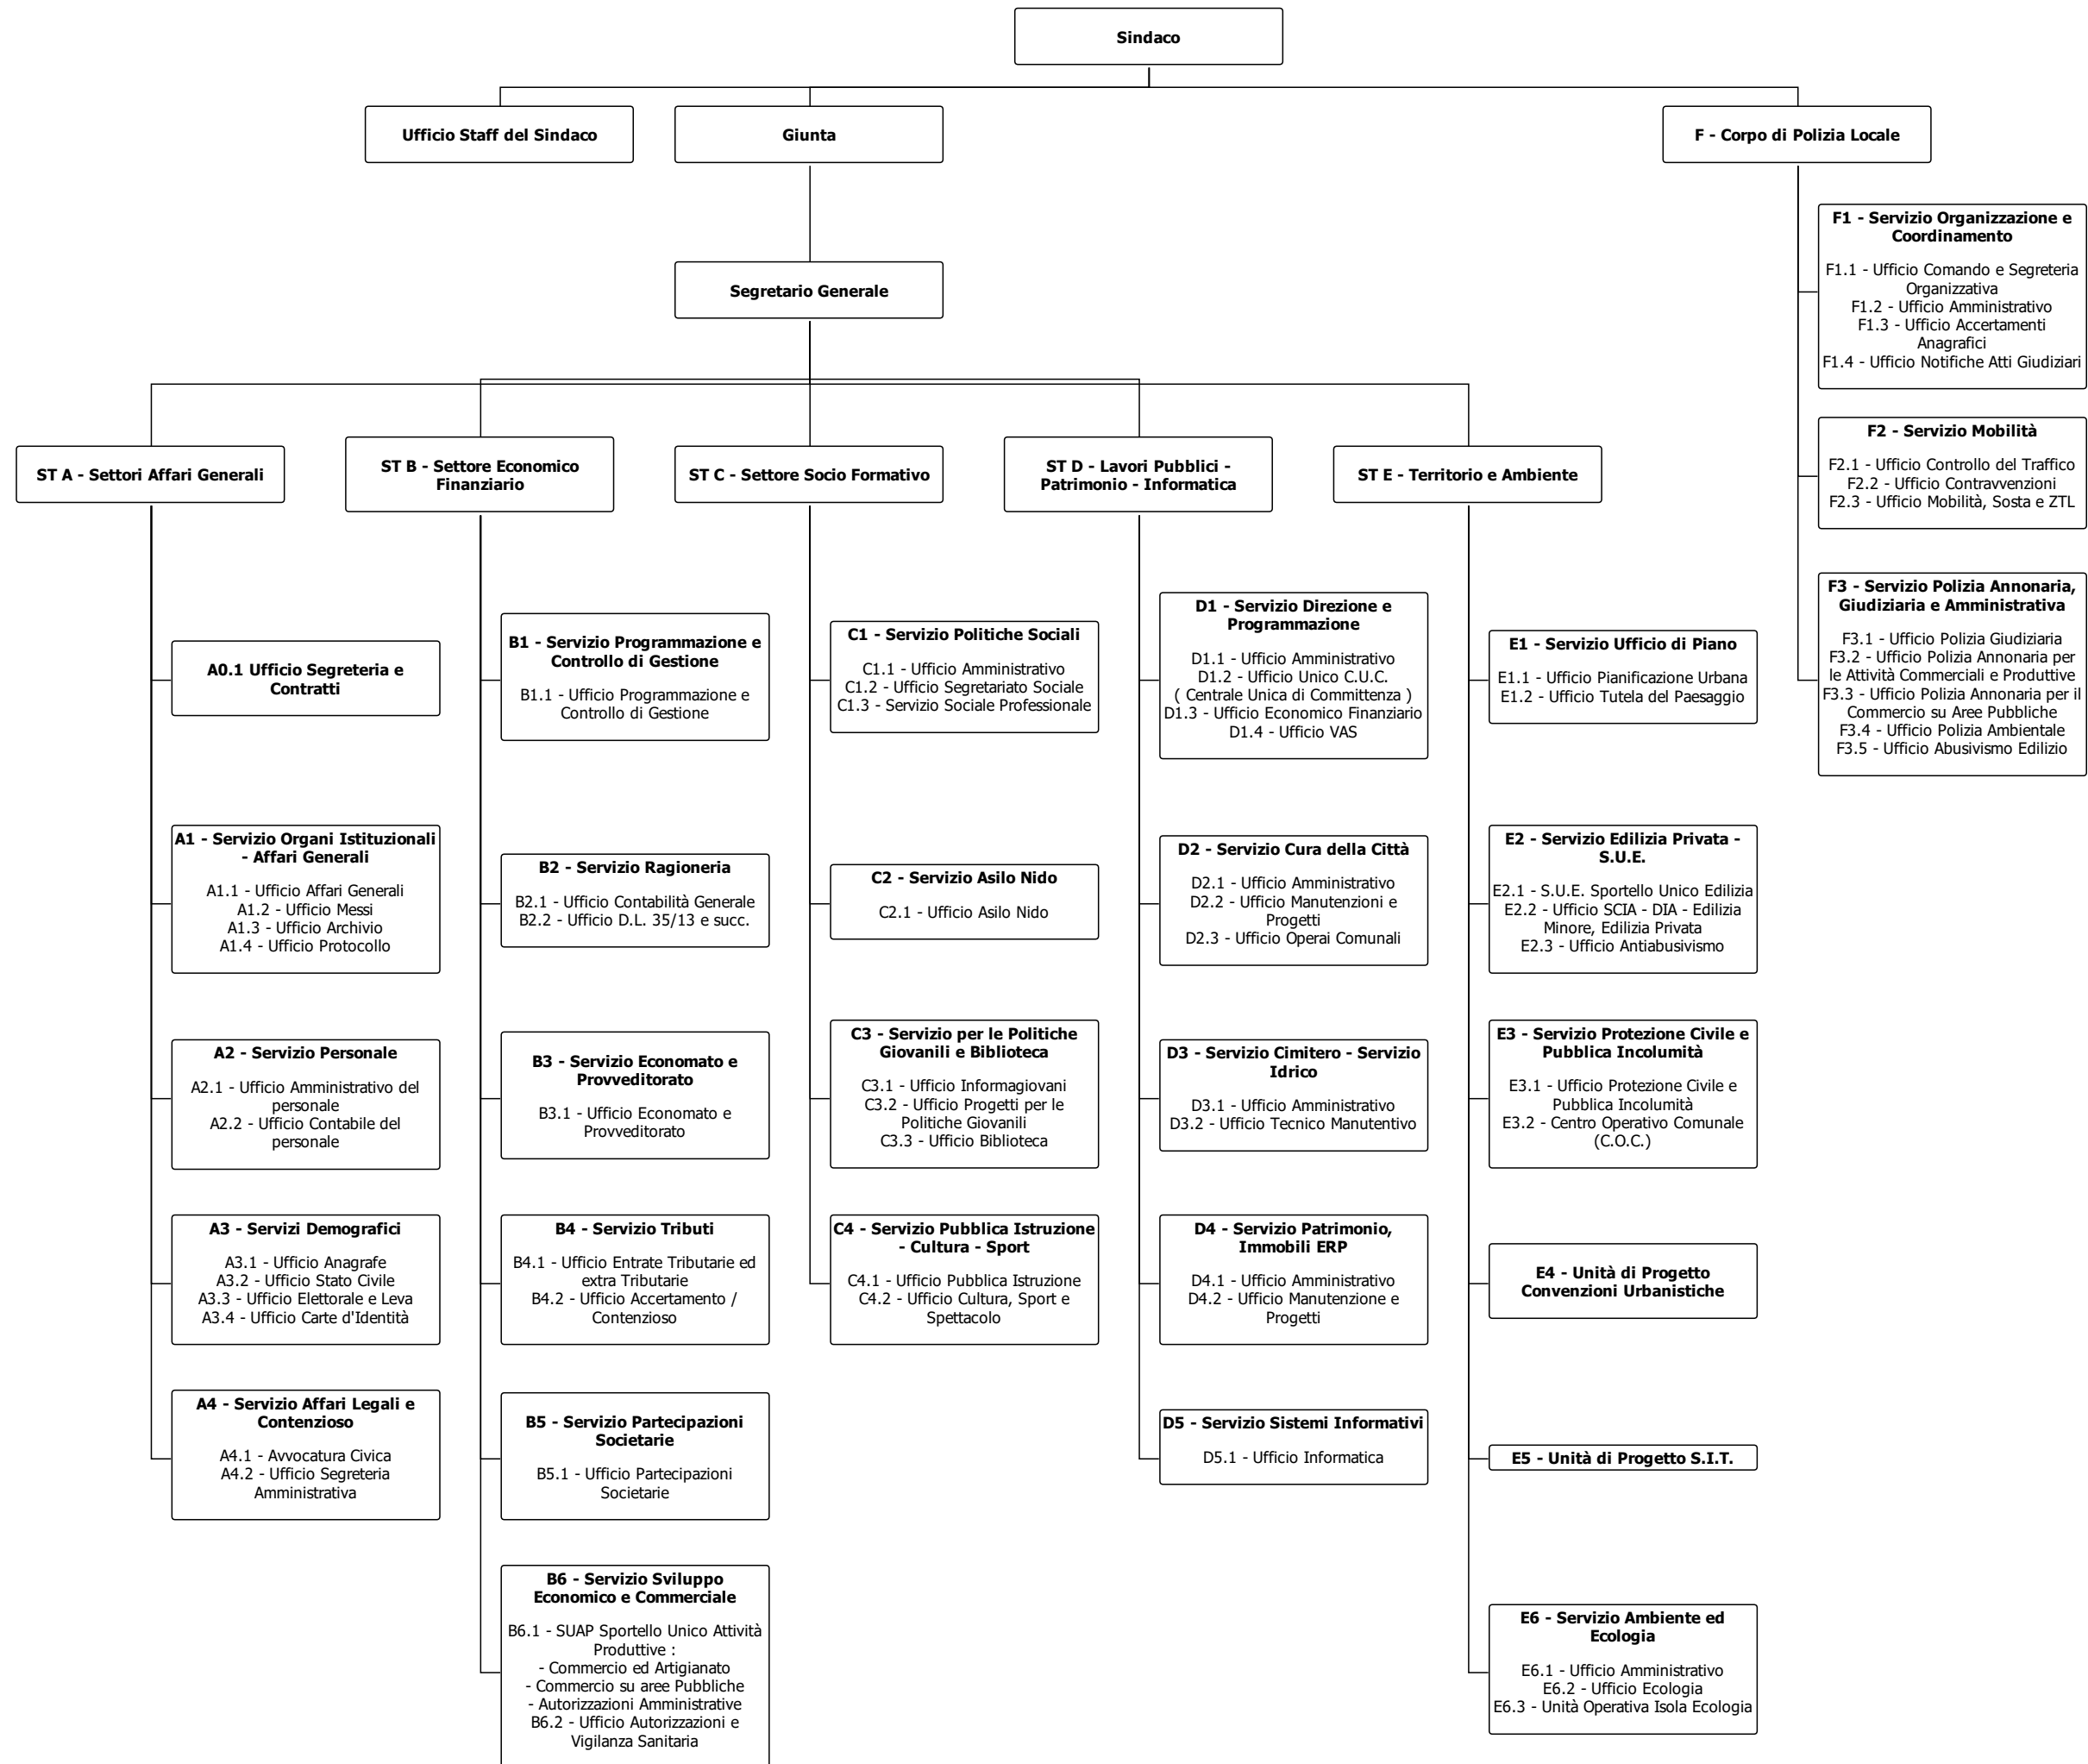 Sindaco
Ufficio Staff del Sindaco
Giunta
F - Corpo di Polizia Locale
F1 - Servizio Organizzazione e
Coordinamento
F1.1 - Ufficio Comando e Segreteria
Organizzativa
F1.2 - Ufficio Amministrativo
F1.3 - Ufficio Accertamenti
Anagrafici
F1.4 - Ufficio Notifiche Atti Giudiziari
Segretario Generale
F2 - Servizio Mobilità
F2.1 - Ufficio Controllo del Traffico
F2.2 - Ufficio Contravvenzioni
F2.3 - Ufficio Mobilità, Sosta e ZTL
F3 - Servizio Polizia Annonaria,
Giudiziaria e Amministrativa
F3.1 - Ufficio Polizia Giudiziaria
F3.2 - Ufficio Polizia Annonaria per
le Attività Commerciali e Produttive
F3.3 - Ufficio Polizia Annonaria per il
Commercio su Aree Pubbliche
F3.4 - Ufficio Polizia Ambientale
F3.5 - Ufficio Abusivismo Edilizio
ST A - Settori Affari Generali
A0.1 Ufficio Segreteria e
Contratti
A1 - Servizio Organi Istituzionali
- Affari Generali
A1.1 - Ufficio Affari Generali
A1.2 - Ufficio Messi
A1.3 - Ufficio Archivio
A1.4 - Ufficio Protocollo
A2 - Servizio Personale
A2.1 - Ufficio Amministrativo del
personale
A2.2 - Ufficio Contabile del
personale
A3 - Servizi Demografici
A3.1 - Ufficio Anagrafe
A3.2 - Ufficio Stato Civile
A3.3 - Ufficio Elettorale e Leva
A3.4 - Ufficio Carte d'Identità
A4 - Servizio Affari Legali e
Contenzioso
A4.1 - Avvocatura Civica
A4.2 - Ufficio Segreteria
Amministrativa
ST B - Settore Economico
Finanziario
B1 - Servizio Programmazione e
Controllo di Gestione
B1.1 - Ufficio Programmazione e
Controllo di Gestione
B2 - Servizio Ragioneria
B2.1 - Ufficio Contabilità Generale
B2.2 - Ufficio D.L. 35/13 e succ.
B3 - Servizio Economato e
Provveditorato
B3.1 - Ufficio Economato e
Provveditorato
B4 - Servizio Tributi
B4.1 - Ufficio Entrate Tributarie ed
extra Tributarie
B4.2 - Ufficio Accertamento /
Contenzioso
B5 - Servizio Partecipazioni
Societarie
B5.1 - Ufficio Partecipazioni
Societarie
B6 - Servizio Sviluppo
Economico e Commerciale
B6.1 - SUAP Sportello Unico Attività
Produttive :
- Commercio ed Artigianato
- Commercio su aree Pubbliche
- Autorizzazioni Amministrative
B6.2 - Ufficio Autorizzazioni e
Vigilanza Sanitaria
ST C - Settore Socio Formativo
C1 - Servizio Politiche Sociali
C1.1 - Ufficio Amministrativo
C1.2 - Ufficio Segretariato Sociale
C1.3 - Servizio Sociale Professionale
C2 - Servizio Asilo Nido
C2.1 - Ufficio Asilo Nido
C3 - Servizio per le Politiche
Giovanili e Biblioteca
C3.1 - Ufficio Informagiovani
C3.2 - Ufficio Progetti per le
Politiche Giovanili
C3.3 - Ufficio Biblioteca
C4 - Servizio Pubblica Istruzione
- Cultura - Sport
C4.1 - Ufficio Pubblica Istruzione
C4.2 - Ufficio Cultura, Sport e
Spettacolo
ST D - Lavori Pubblici -
Patrimonio - Informatica
D1 - Servizio Direzione e
Programmazione
D1.1 - Ufficio Amministrativo
D1.2 - Ufficio Unico C.U.C.
( Centrale Unica di Committenza )
D1.3 - Ufficio Economico Finanziario
D1.4 - Ufficio VAS
D2 - Servizio Cura della Città
D2.1 - Ufficio Amministrativo
D2.2 - Ufficio Manutenzioni e
Progetti
D2.3 - Ufficio Operai Comunali
D3 - Servizio Cimitero - Servizio
Idrico
D3.1 - Ufficio Amministrativo
D3.2 - Ufficio Tecnico Manutentivo
D4 - Servizio Patrimonio,
Immobili ERP
D4.1 - Ufficio Amministrativo
D4.2 - Ufficio Manutenzione e
Progetti
D5 - Servizio Sistemi Informativi
D5.1 - Ufficio Informatica
ST E - Territorio e Ambiente
E1 - Servizio Ufficio di Piano
E1.1 - Ufficio Pianificazione Urbana
E1.2 - Ufficio Tutela del Paesaggio
E2 - Servizio Edilizia Privata -
S.U.E.
E2.1 - S.U.E. Sportello Unico Edilizia
E2.2 - Ufficio SCIA - DIA - Edilizia
Minore, Edilizia Privata
E2.3 - Ufficio Antiabusivismo
E3 - Servizio Protezione Civile e
Pubblica Incolumità
E3.1 - Ufficio Protezione Civile e
Pubblica Incolumità
E3.2 - Centro Operativo Comunale
(C.O.C.)
E4 - Unità di Progetto
Convenzioni Urbanistiche
E5 - Unità di Progetto S.I.T.
E6 - Servizio Ambiente ed
Ecologia
E6.1 - Ufficio Amministrativo
E6.2 - Ufficio Ecologia
E6.3 - Unità Operativa Isola Ecologia